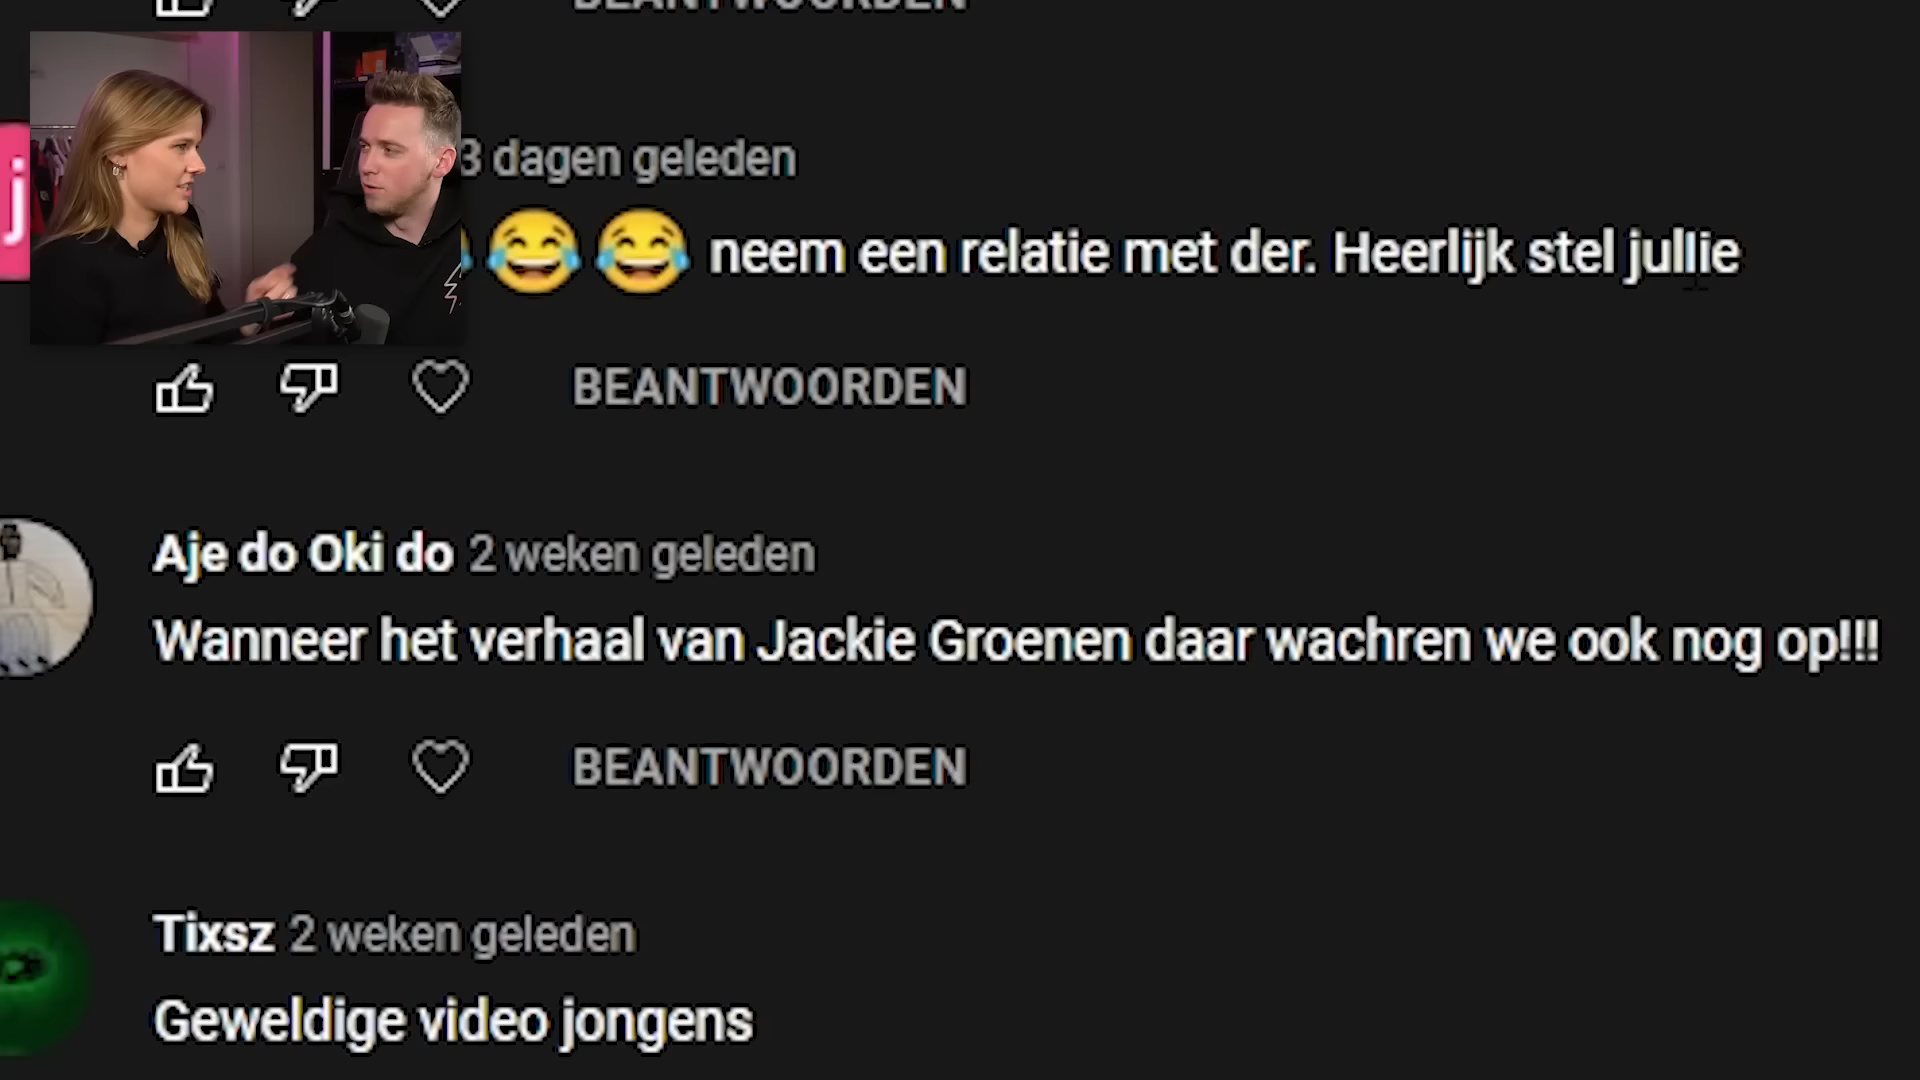 BEANTWOORDEN
j
3 dagen geleden
😂😂 neem een relatie met der. Heerlijk stel jullie
BEANTWOORDEN
Aje do Oki do 2 weken geleden
Wanneer het verhaal van Jackie Groenen daar wachren we ook nog op!!!
BEANTWOORDEN
Tixsz 2 weken geleden
Geweldige video jongens